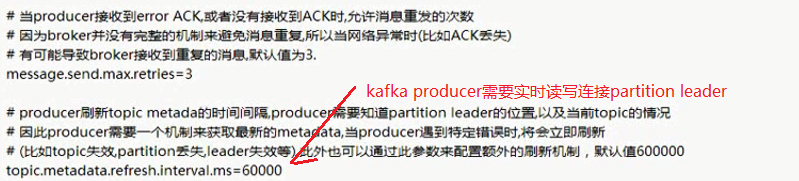 # 当producer接收到error ACK,或者没有接收到ACK时,允许消息重发的次数
# 因为broker并没有完整的机制来避免消息重复,所以当网络异常时(比如ACK丢失)
# 有可能导致broker接收到重复的消息,默认值为3.
message.send.max.retries=3
kafka producer需要实时读写连接partition leader
# producer刷新topic metada的时间间隔,producer需要知道partition leader的位置,以及当前topic的情况
# 因此producer需要一个机制来获取最新的metadata,当producer遇到特定错误时,将会立即刷新
# (比如topic失效,partition丢失,leader失效等),此外也可以通过此参数来配置额外的刷新机制，默认值600000
topic.metadata.refresh.interval.ms=60000